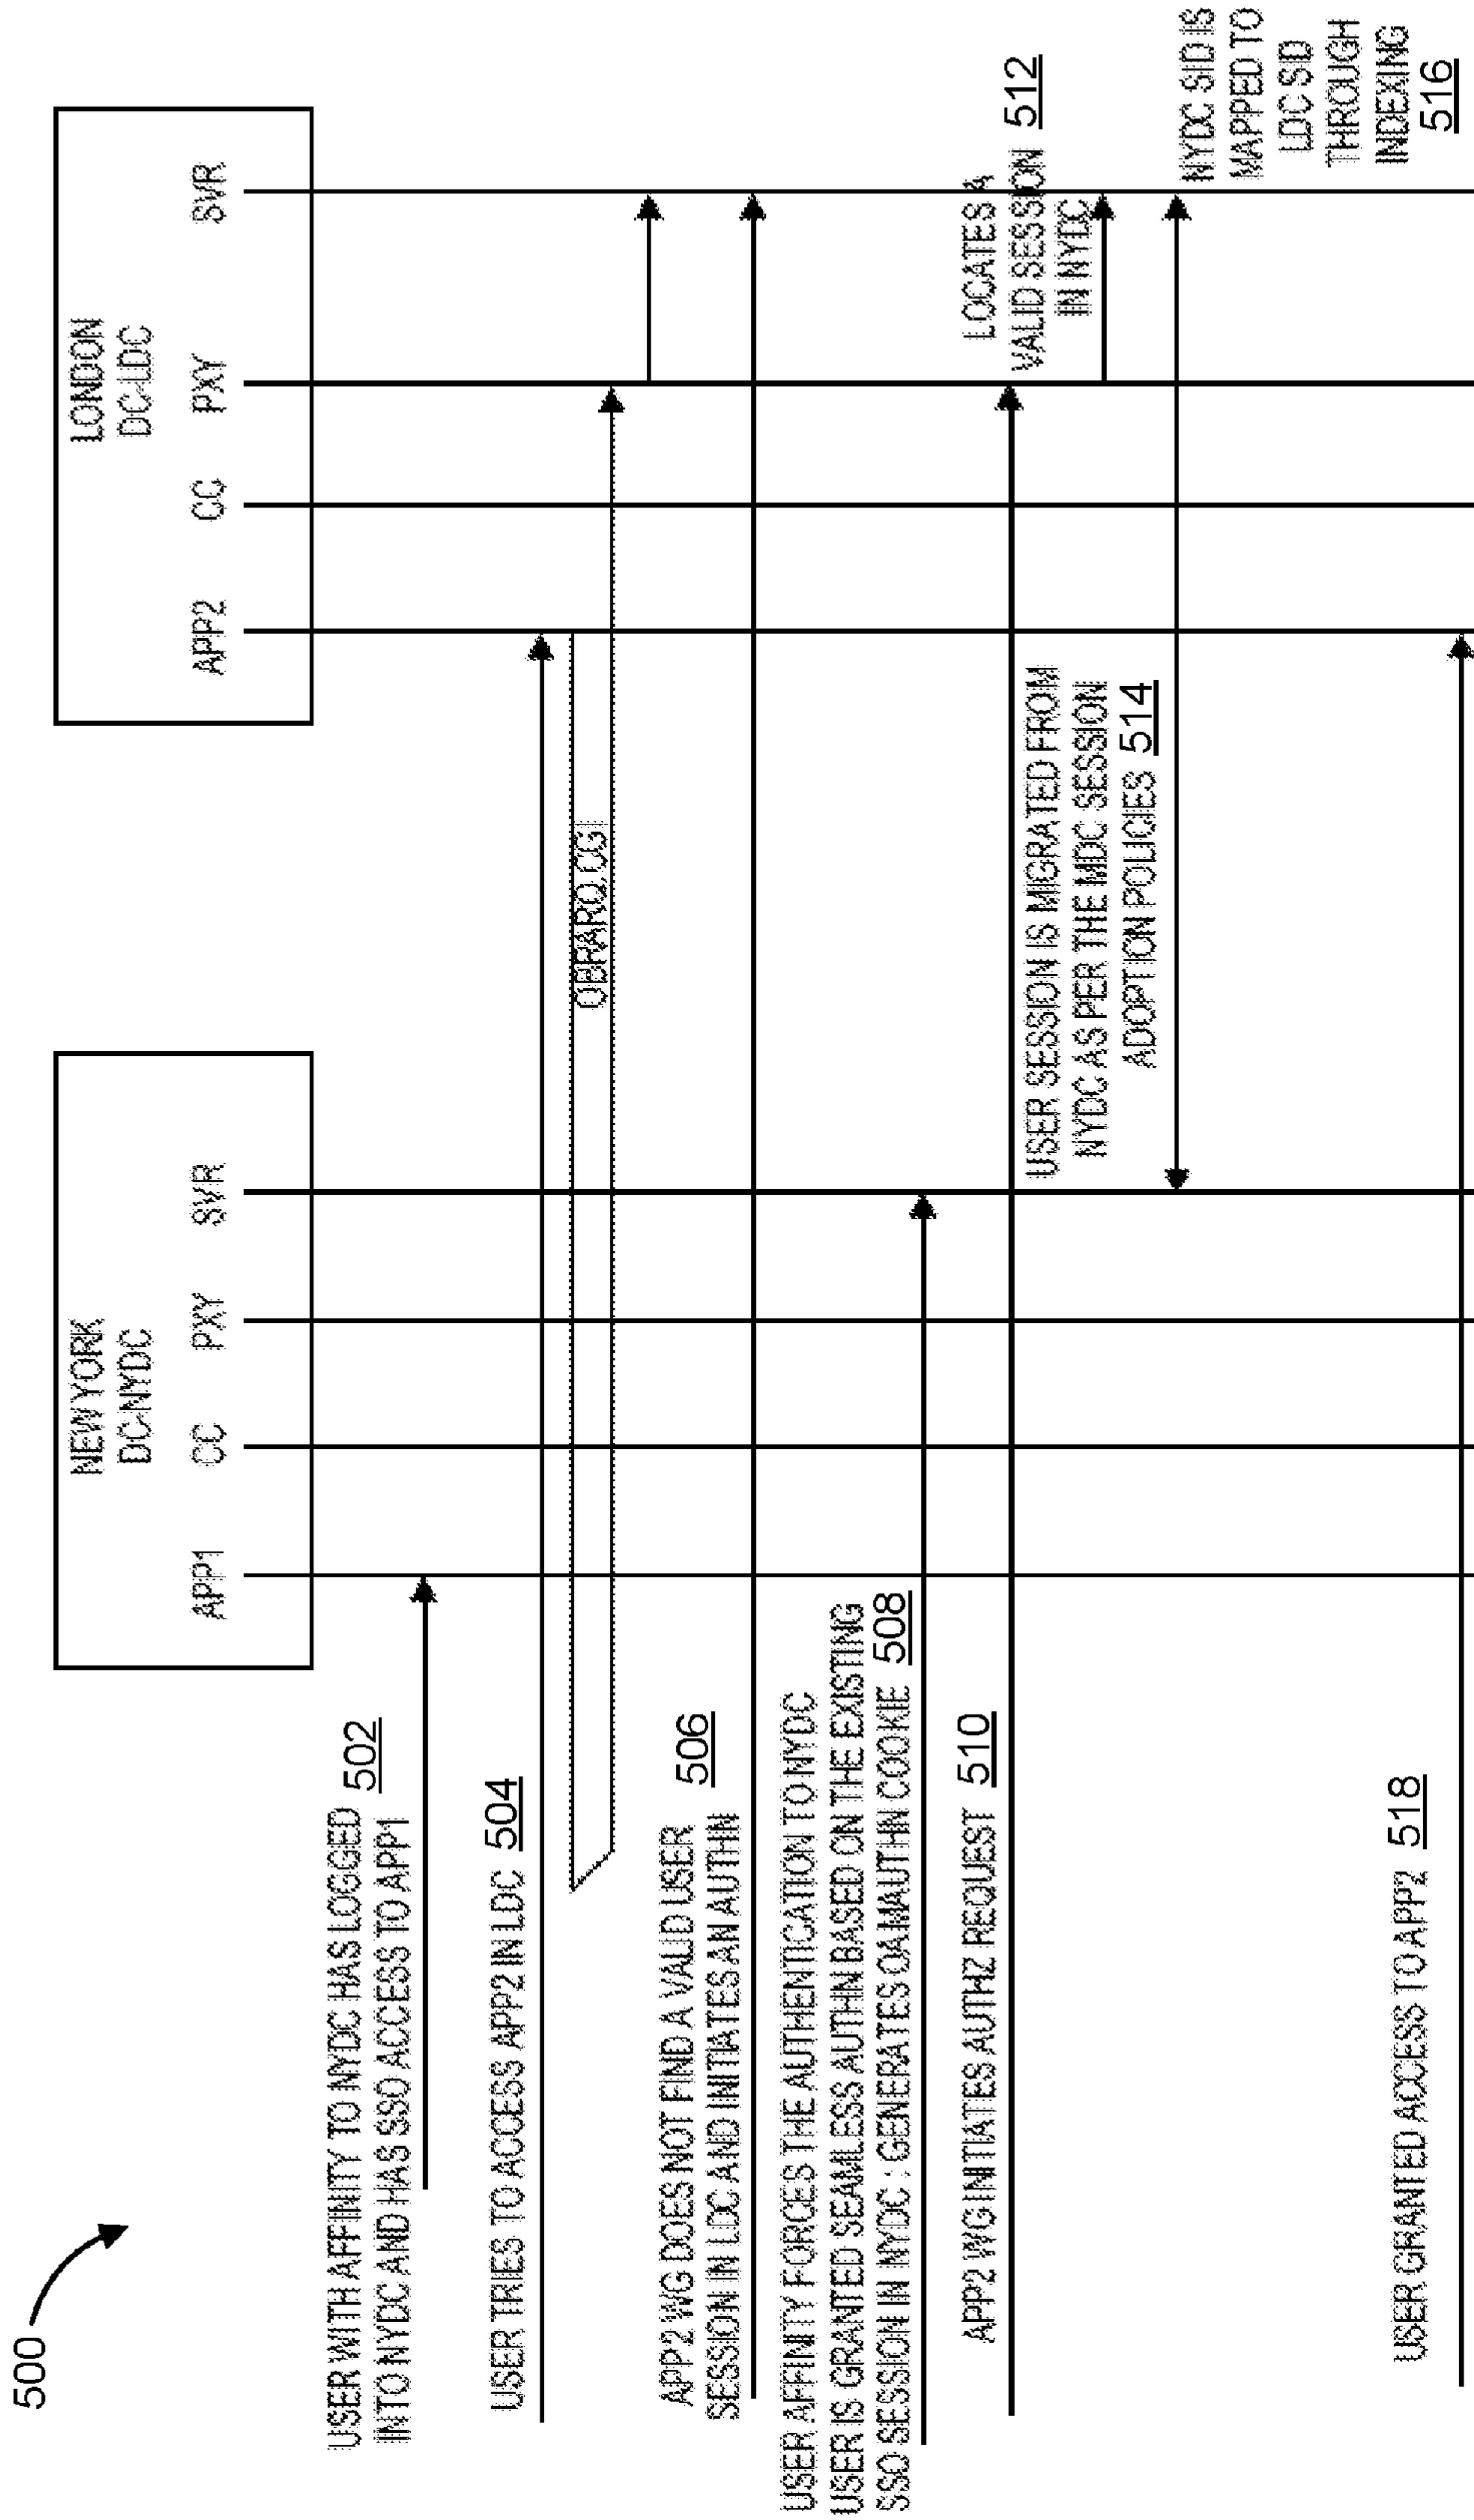 500
NEW YORK
DC-NYDC
APP1
CC
PXY
SVR
LONDON
DC-LDC
APP2
CC
PXY
SVR
USER WITH AFFINITY TO NYDC HAS LOGGED
INTO NYDC AND HAS SSO ACCESS TO APP1
502
USER TRIES TO ACCESS APP2 IN LDC 504
OBRARQ.CGI
APP2 WG DOES NOT FIND A VALID USER
SESSION IN LDC AND INITIATES AN AUTHN
506
USER AFFINITY FORCES THE AUTHENTICATION TO NYDC
USER IS GRANTED SEAMLESS AUTHN BASED ON THE EXISTING
SSO SESSION IN NYDC : GENERATES OAMAUTHN COOKIE 508
APP2 WG INITIATES AUTHZ REQUEST 510
LOCATES A
VALID SESSION 512
IN NYDC
USER SESSION IS MIGRATED FROM
NYDC AS PER THE MDC SESSION
ADOPTION POLICIES 514
NYDC SID IS
MAPPED TO
LDC SID
THROUGH
INDEXING
516
USER GRANTED ACCESS TO APP2 518